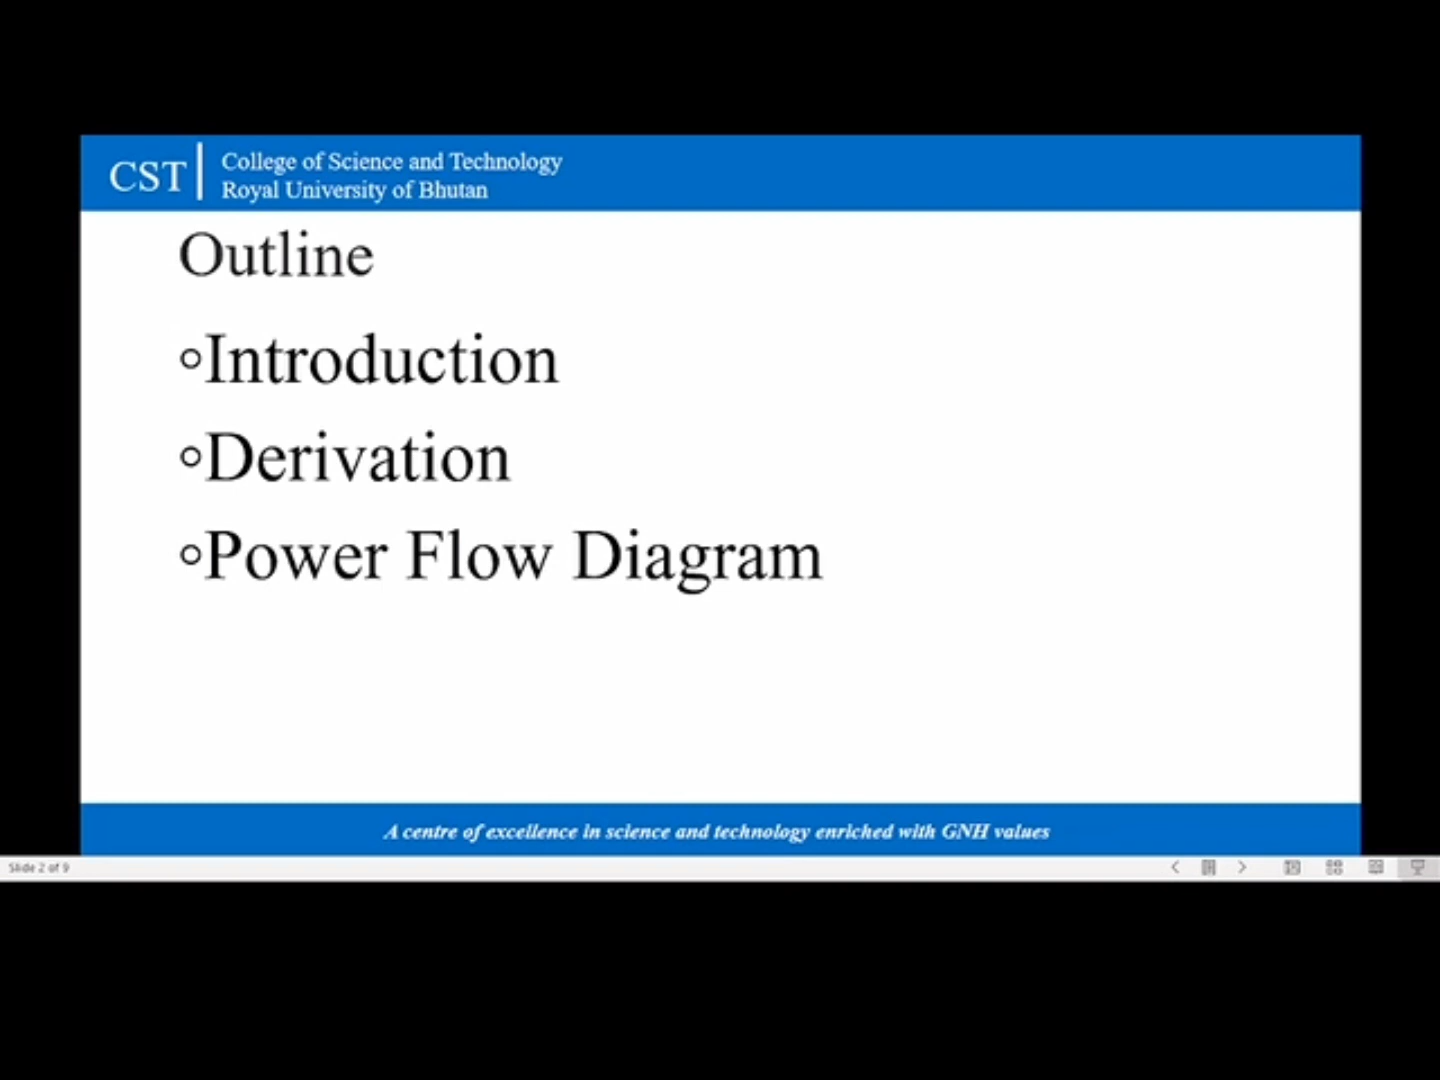 CST
College of Science and Technology
Royal University of Bhutan
Outline
Introduction
Derivation
Power Flow Diagram
A centre of excellence in science and technology enriched with GNH values
Slide 2 of 9